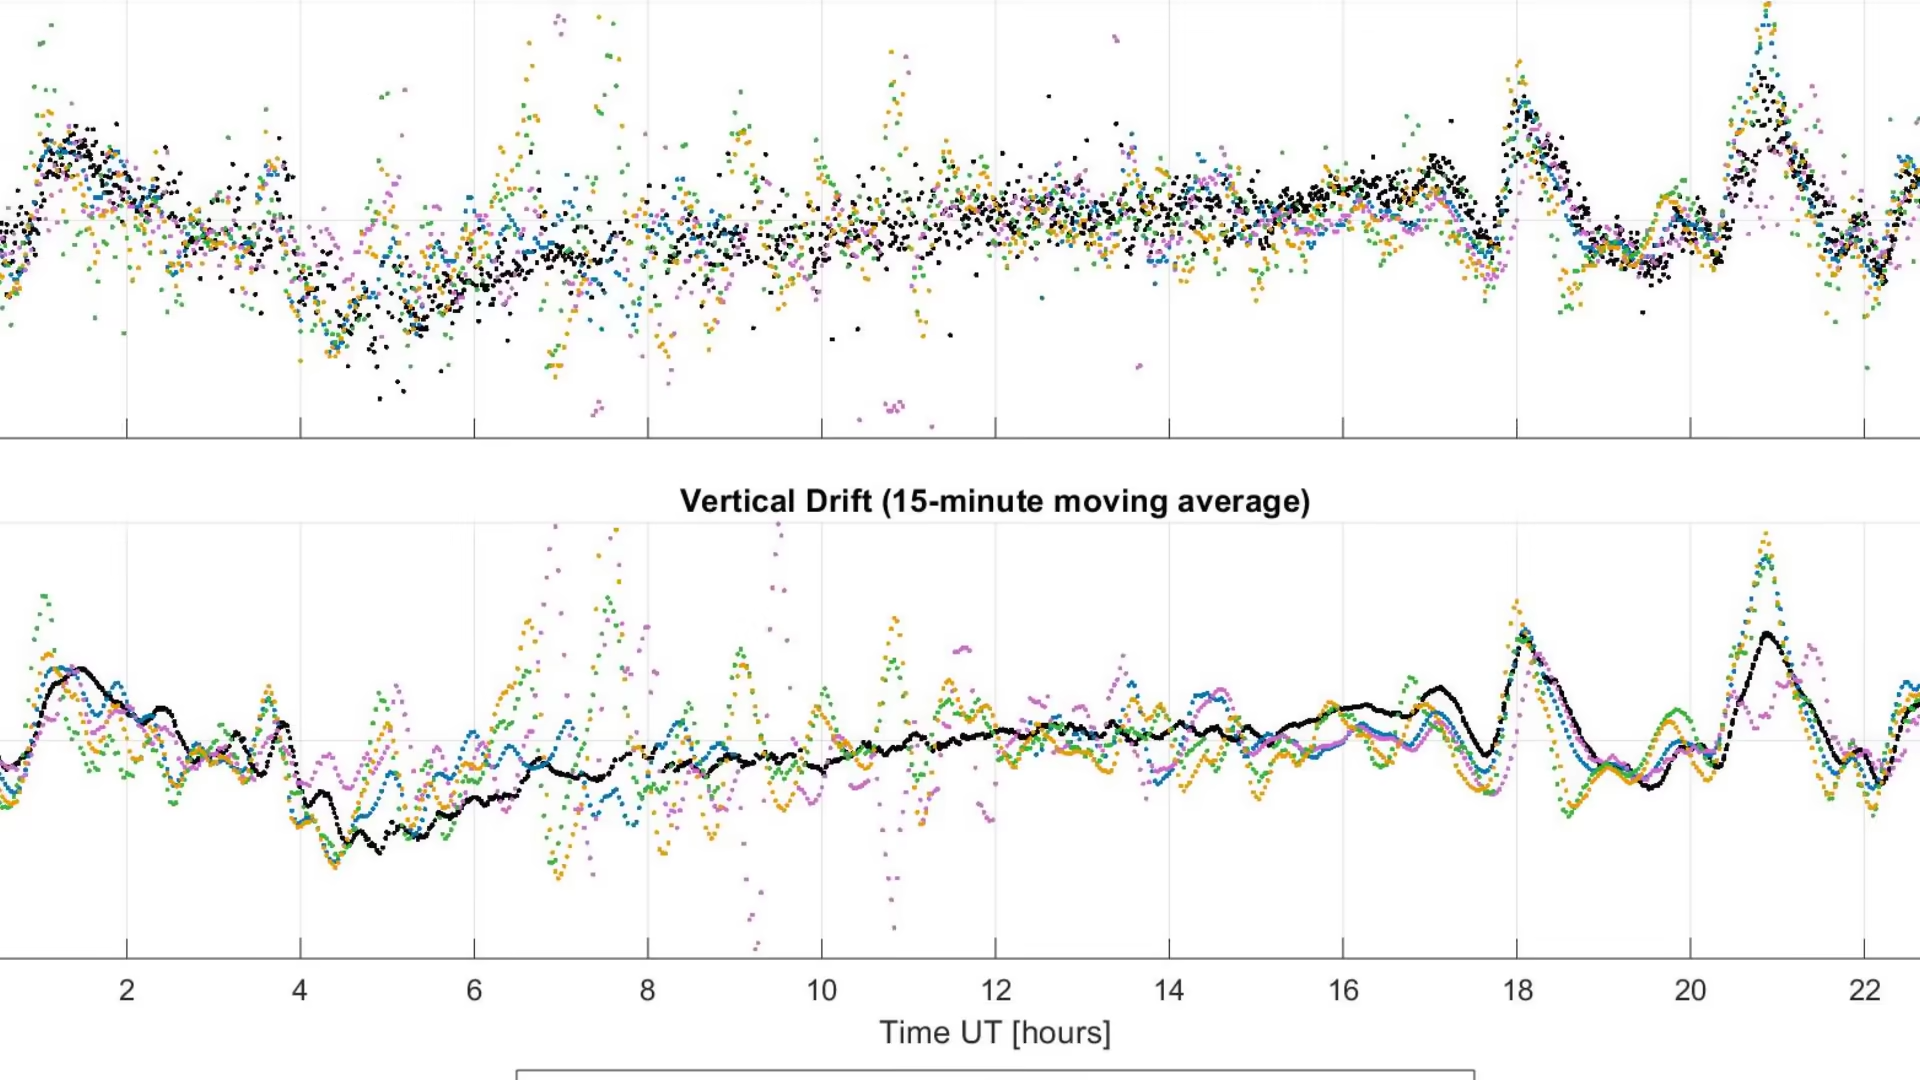 Vertical Drift (15-minute moving average)
2 4 6 8 10 12 14 16 18 20 22
Time UT [hours]